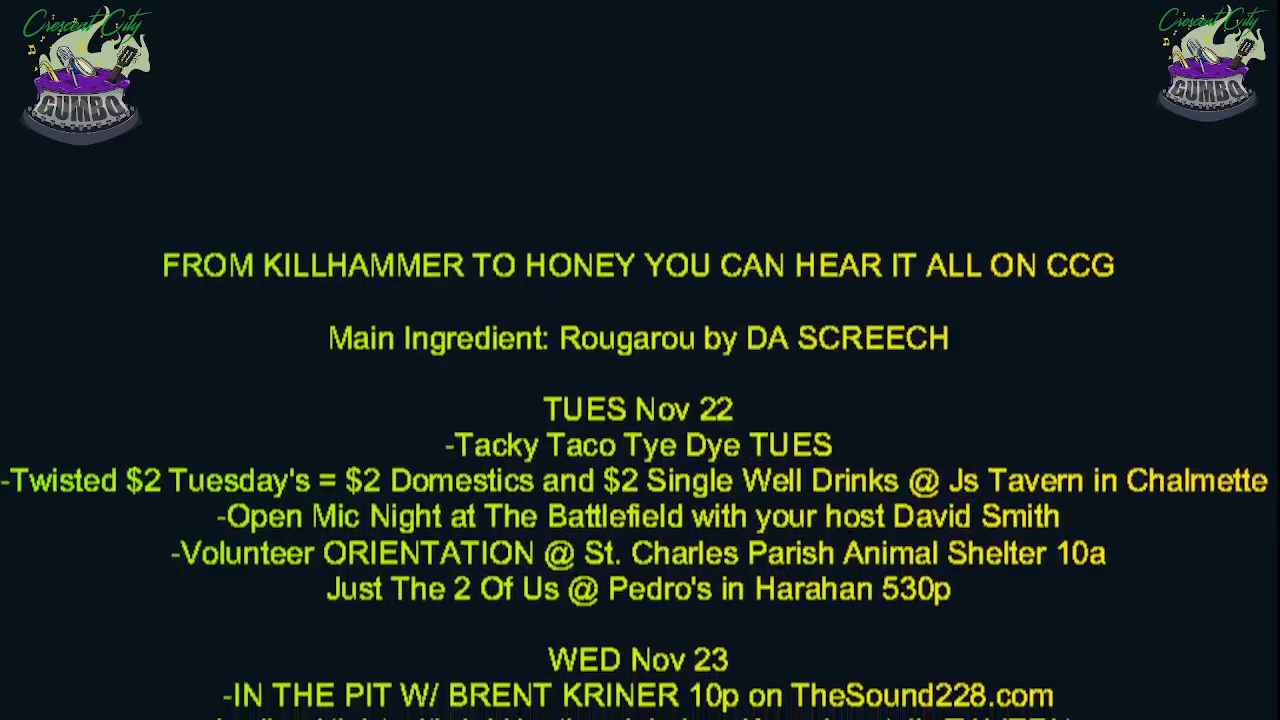 Crescent City
GUMBO
Crescent City
GUMBO
FROM KILLHAMMER TO HONEY YOU CAN HEAR IT ALL ON CCG
Main Ingredient: Rougarou by DA SCREECH
TUES Nov 22
-Tacky Taco Tye Dye TUES
-Twisted $2 Tuesday's = $2 Domestics and $2 Single Well Drinks @ Js Tavern in Chalmette
-Open Mic Night at The Battlefield with your host David Smith
-Volunteer ORIENTATION @ St. Charles Parish Animal Shelter 10a
Just The 2 Of Us @ Pedro's in Harahan 530p
WED Nov 23
-IN THE PIT W/ BRENT KRINER 10p on TheSound228.com